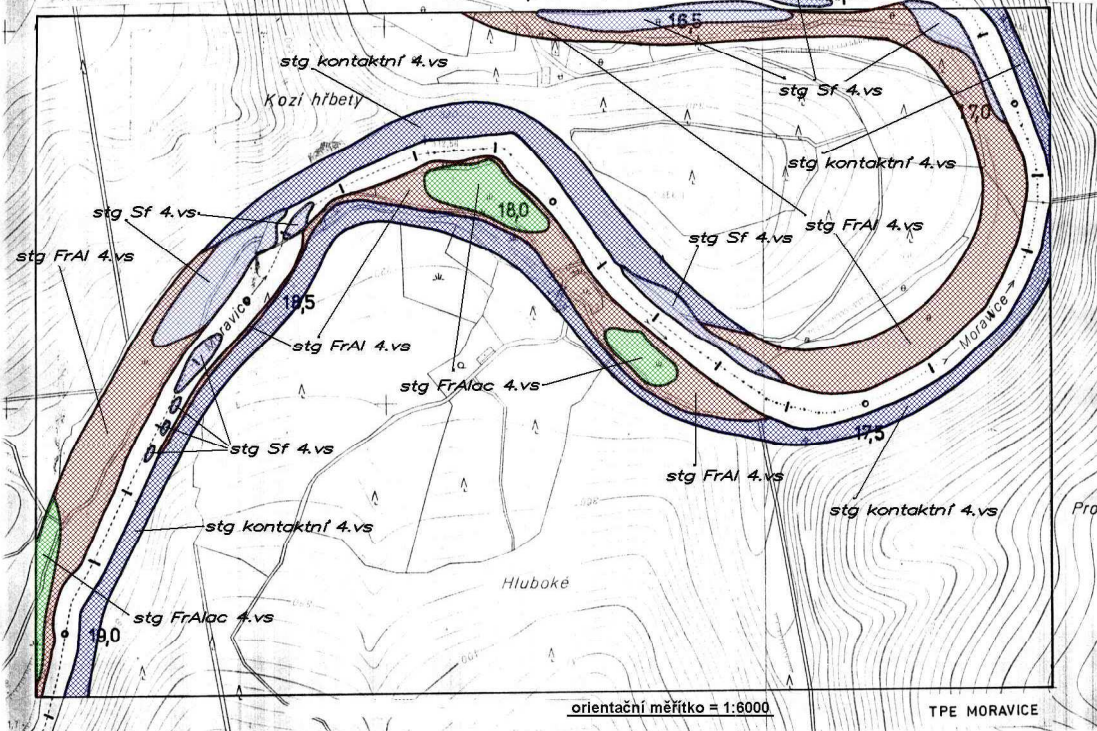 16,5
stg kontaktní 4.vs
stg Sf 4.vs
Kozí hřbety
17,0
stg kontaktní 4.vs
stg Sf 4.vs
18,0
stg FrAl 4.vs
stg Sf 4.vs
stg FrAl 4.vs
18,5
Moravice
Moravice
stg FrAl 4.vs
stg FrAlac 4.vs
17,5
stg Sf 4.vs
stg FrAl 4.vs
stg kontaktní 4.vs
Pro
stg kontaktní 4.vs
Hluboké
stg FrAlac 4.vs
19,0
400
orientační měřítko = 1:6000
TPE MORAVICE